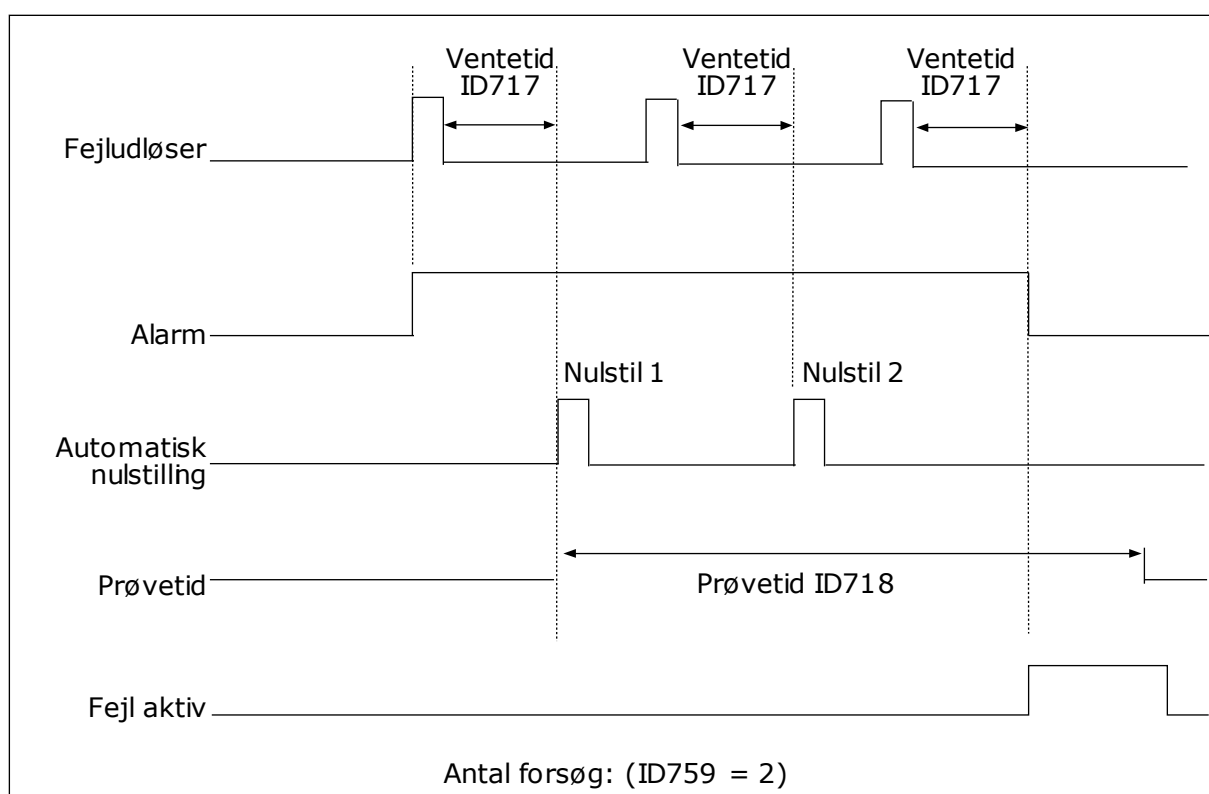 Ventetid
ID717
Ventetid
ID717
Ventetid
ID717
Fejludløser
Alarm
Nulstil 1
Nulstil 2
Automatisk
nulstilling
Prøvetid
Prøvetid ID718
Fejl aktiv
Antal forsøg: (ID759 = 2)